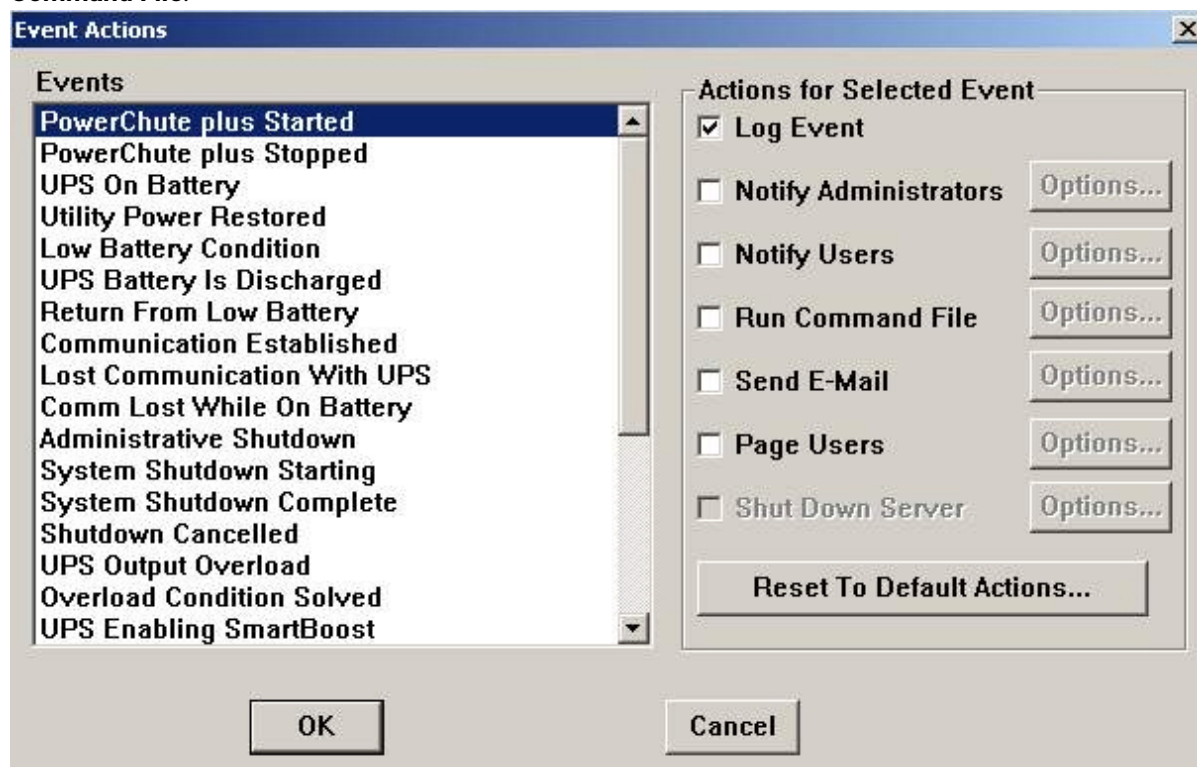 Command File.
Event Actions
Events
PowerChute plus Started
PowerChute plus Stopped
UPS On Battery
Utility Power Restored
Low Battery Condition
UPS Battery Is Discharged
Return From Low Battery
Communication Established
Lost Communication With UPS
Comm Lost While On Battery
Administrative Shutdown
System Shutdown Starting
System Shutdown Complete
Shutdown Cancelled
UPS Output Overload
Overload Condition Solved
UPS Enabling SmartBoost
Actions for Selected Event
Log Event
Notify Administrators Options...
Notify Users Options...
Run Command File Options...
Send E-Mail Options...
Page Users Options...
Shut Down Server Options...
Reset To Default Actions...
OK
Cancel